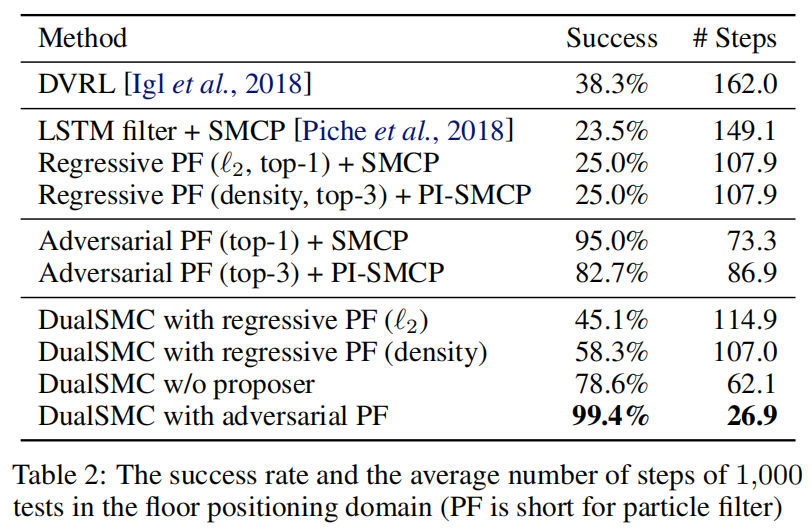 Method Success # Steps
DVRL [Igl et al., 2018] 38.3% 162.0
LSTM filter + SMCP [Piche et al., 2018] 23.5% 149.1
Regressive PF (ℓ2, top-1) + SMCP 25.0% 107.9
Regressive PF (density, top-3) + PI-SMCP 25.0% 107.9
Adversarial PF (top-1) + SMCP 95.0% 73.3
Adversarial PF (top-3) + PI-SMCP 82.7% 86.9
DualSMC with regressive PF (ℓ2) 45.1% 114.9
DualSMC with regressive PF (density) 58.3% 107.0
DualSMC w/o proposer 78.6% 62.1
DualSMC with adversarial PF 99.4% 26.9
Table 2: The success rate and the average number of steps of 1,000
tests in the floor positioning domain (PF is short for particle filter)